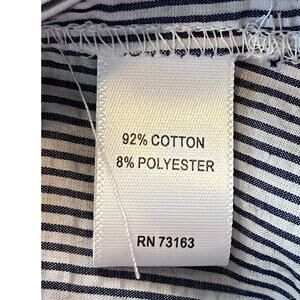 92% COTTON
8% POLYESTER
RN 73163